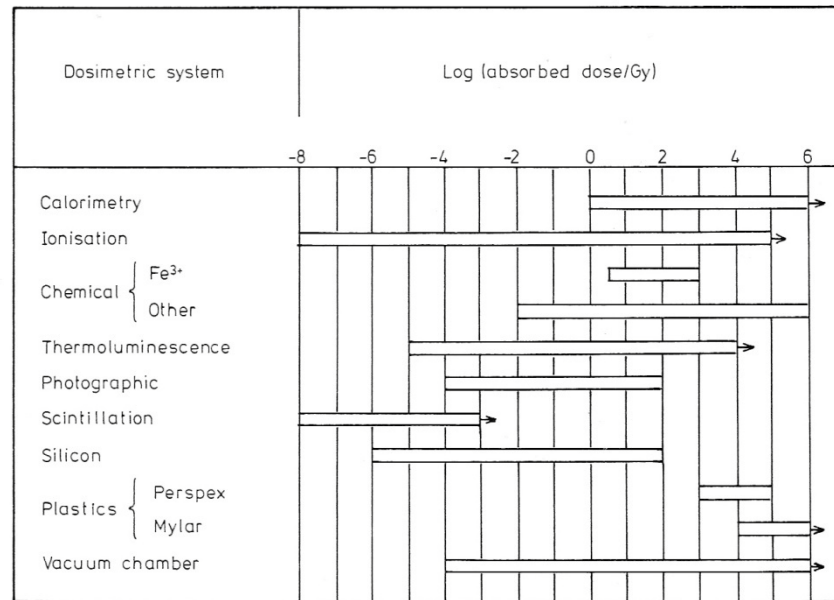 Dosimetric system Log (absorbed dose/Gy)
-8 -6 -4 -2 0 2 4 6
Calorimetry
Ionisation
Chemical { Fe³⁺
Other
Thermoluminescence
Photographic
Scintillation
Silicon
Plastics { Perspex
Mylar
Vacuum chamber